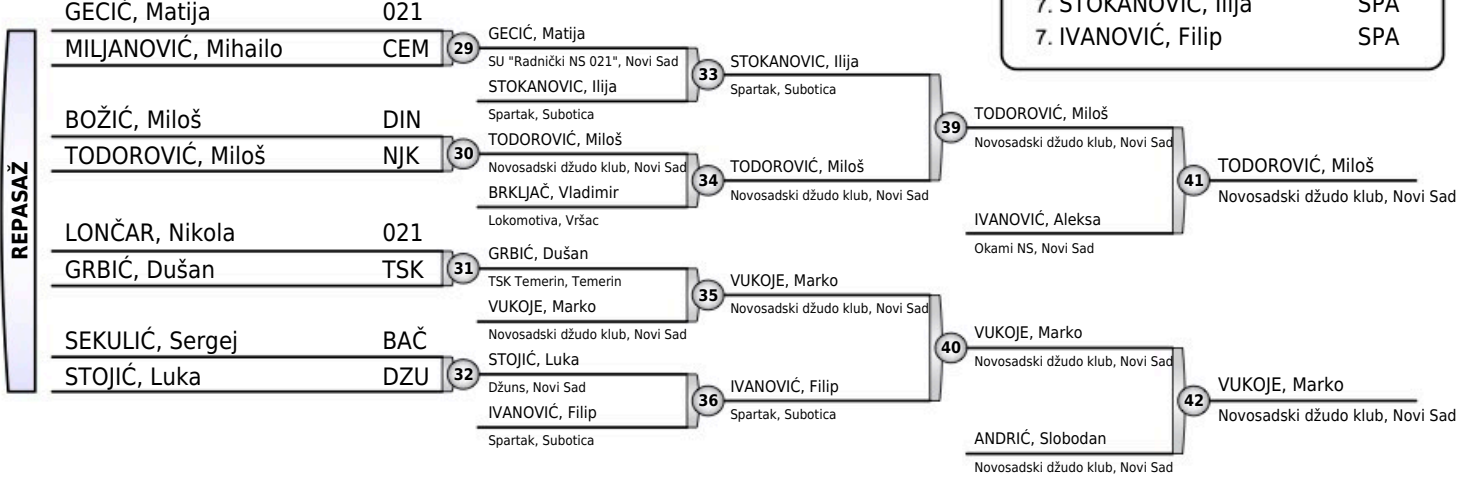 GECIĆ, Matija 021
MILJANOVIĆ, Mihailo CEM
BOŽIĆ, Miloš DIN
TODOROVIĆ, Miloš NJK
LONČAR, Nikola 021
GRBIĆ, Dušan TSK
SEKULIĆ, Sergej BAČ
STOJIĆ, Luka DZU
REPASAŽ
29
30
31
32
GECIĆ, Matija
SU "Radnički NS 021", Novi Sad
STOKANOVIC, Ilija
Spartak, Subotica
TODOROVIĆ, Miloš
Novosadski džudo klub, Novi Sad
BRKLJAČ, Vladimir
Lokomotiva, Vršac
GRBIĆ, Dušan
TSK Temerin, Temerin
VUKOJE, Marko
Novosadski džudo klub, Novi Sad
STOJIĆ, Luka
Džuns, Novi Sad
IVANOVIĆ, Filip
Spartak, Subotica
33
34
35
36
STOKANOVIC, Ilija
Spartak, Subotica
TODOROVIĆ, Miloš
Novosadski džudo klub, Novi Sad
VUKOJE, Marko
Novosadski džudo klub, Novi Sad
IVANOVIĆ, Filip
Spartak, Subotica
39
40
TODOROVIĆ, Miloš
Novosadski džudo klub, Novi Sad
IVANOVIĆ, Aleksa
Okami NS, Novi Sad
VUKOJE, Marko
Novosadski džudo klub, Novi Sad
ANDRIĆ, Slobodan
Novosadski džudo klub, Novi Sad
41
42
TODOROVIĆ, Miloš
Novosadski džudo klub, Novi Sad
VUKOJE, Marko
Novosadski džudo klub, Novi Sad
7. STOKANOVIC, Ilija SPA
7. IVANOVIĆ, Filip SPA